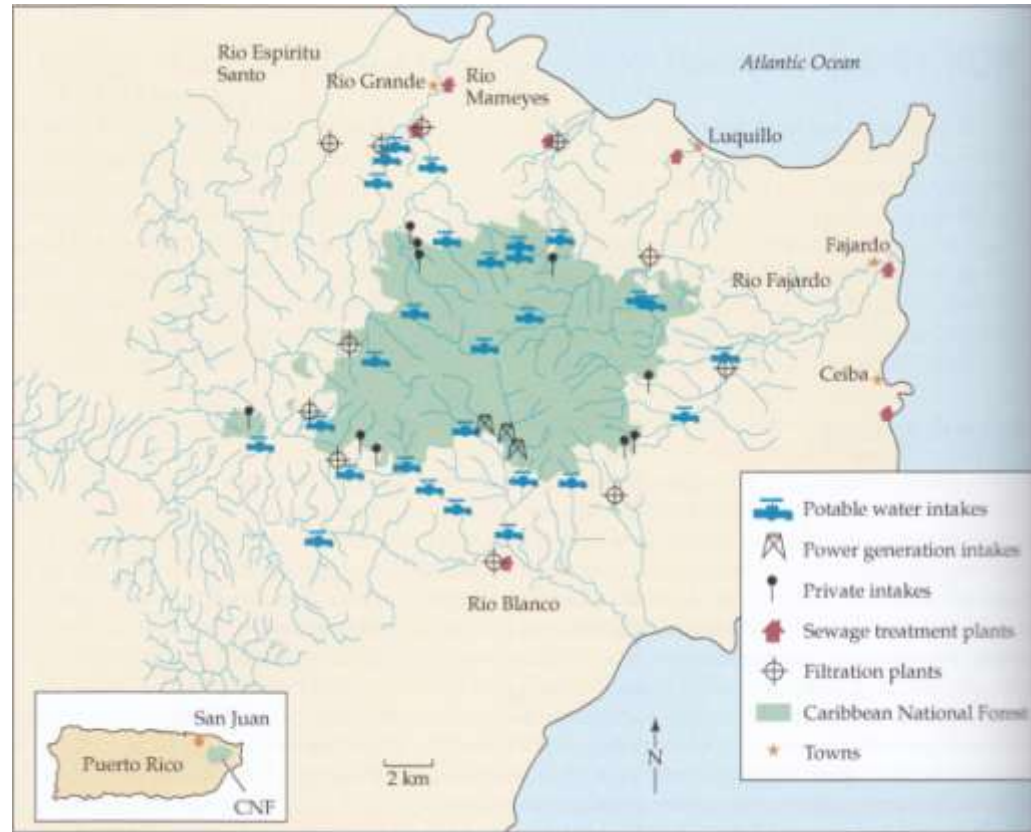 Rio Espiritu
Santo
Rio Grande
Rio
Mameyes
Atlantic Ocean
Luquillo
Fajardo
Rio Fajardo
Ceiba
Rio Blanco
Potable water intakes
Power generation intakes
Private intakes
Sewage treatment plants
Filtration plants
Caribbean National Forest
Towns
San Juan
Puerto Rico
CNF
2 km
N